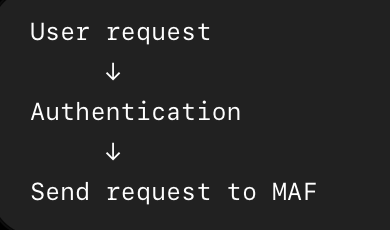 User request
↓
Authentication
↓
Send request to MAF